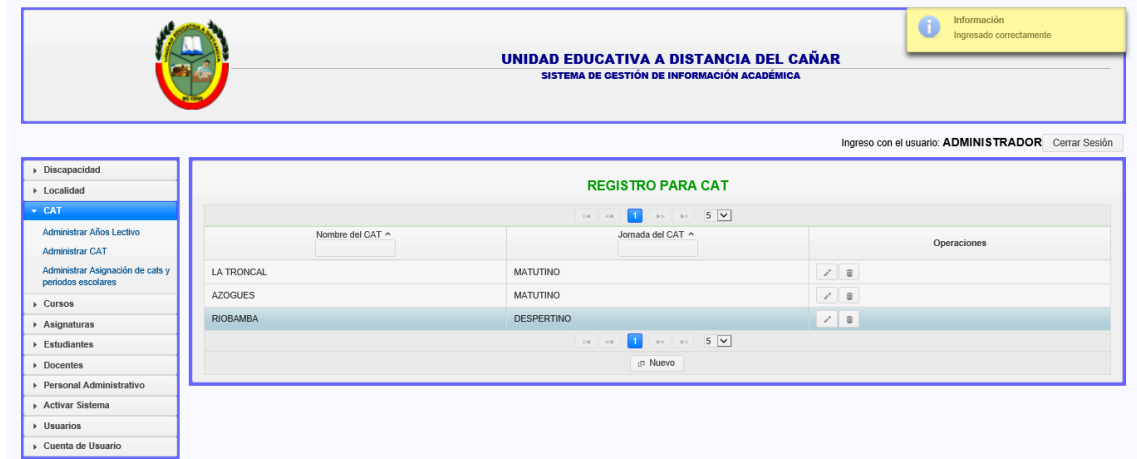 Información
Ingresado correctamente
UNIDAD EDUCATIVA A DISTANCIA DEL CAÑAR
SISTEMA DE GESTIÓN DE INFORMACIÓN ACADÉMICA
Ingreso con el usuario: ADMINISTRADOR Cerrar Sesión
Discapacidad
Localidad
CAT
Administrar Años Lectivo
Administrar CAT
Administrar Asignación de cats y
periodos escolares
Cursos
Asignaturas
Estudiantes
Docentes
Personal Administrativo
Activar Sistema
Usuarios
Cuenta de Usuario
REGISTRO PARA CAT
1 5
Nombre del CAT Jornada del CAT Operaciones
LA TRONCAL MATUTINO
AZOGUES MATUTINO
RIOBAMBA DESPERTINO
1 5
Nuevo